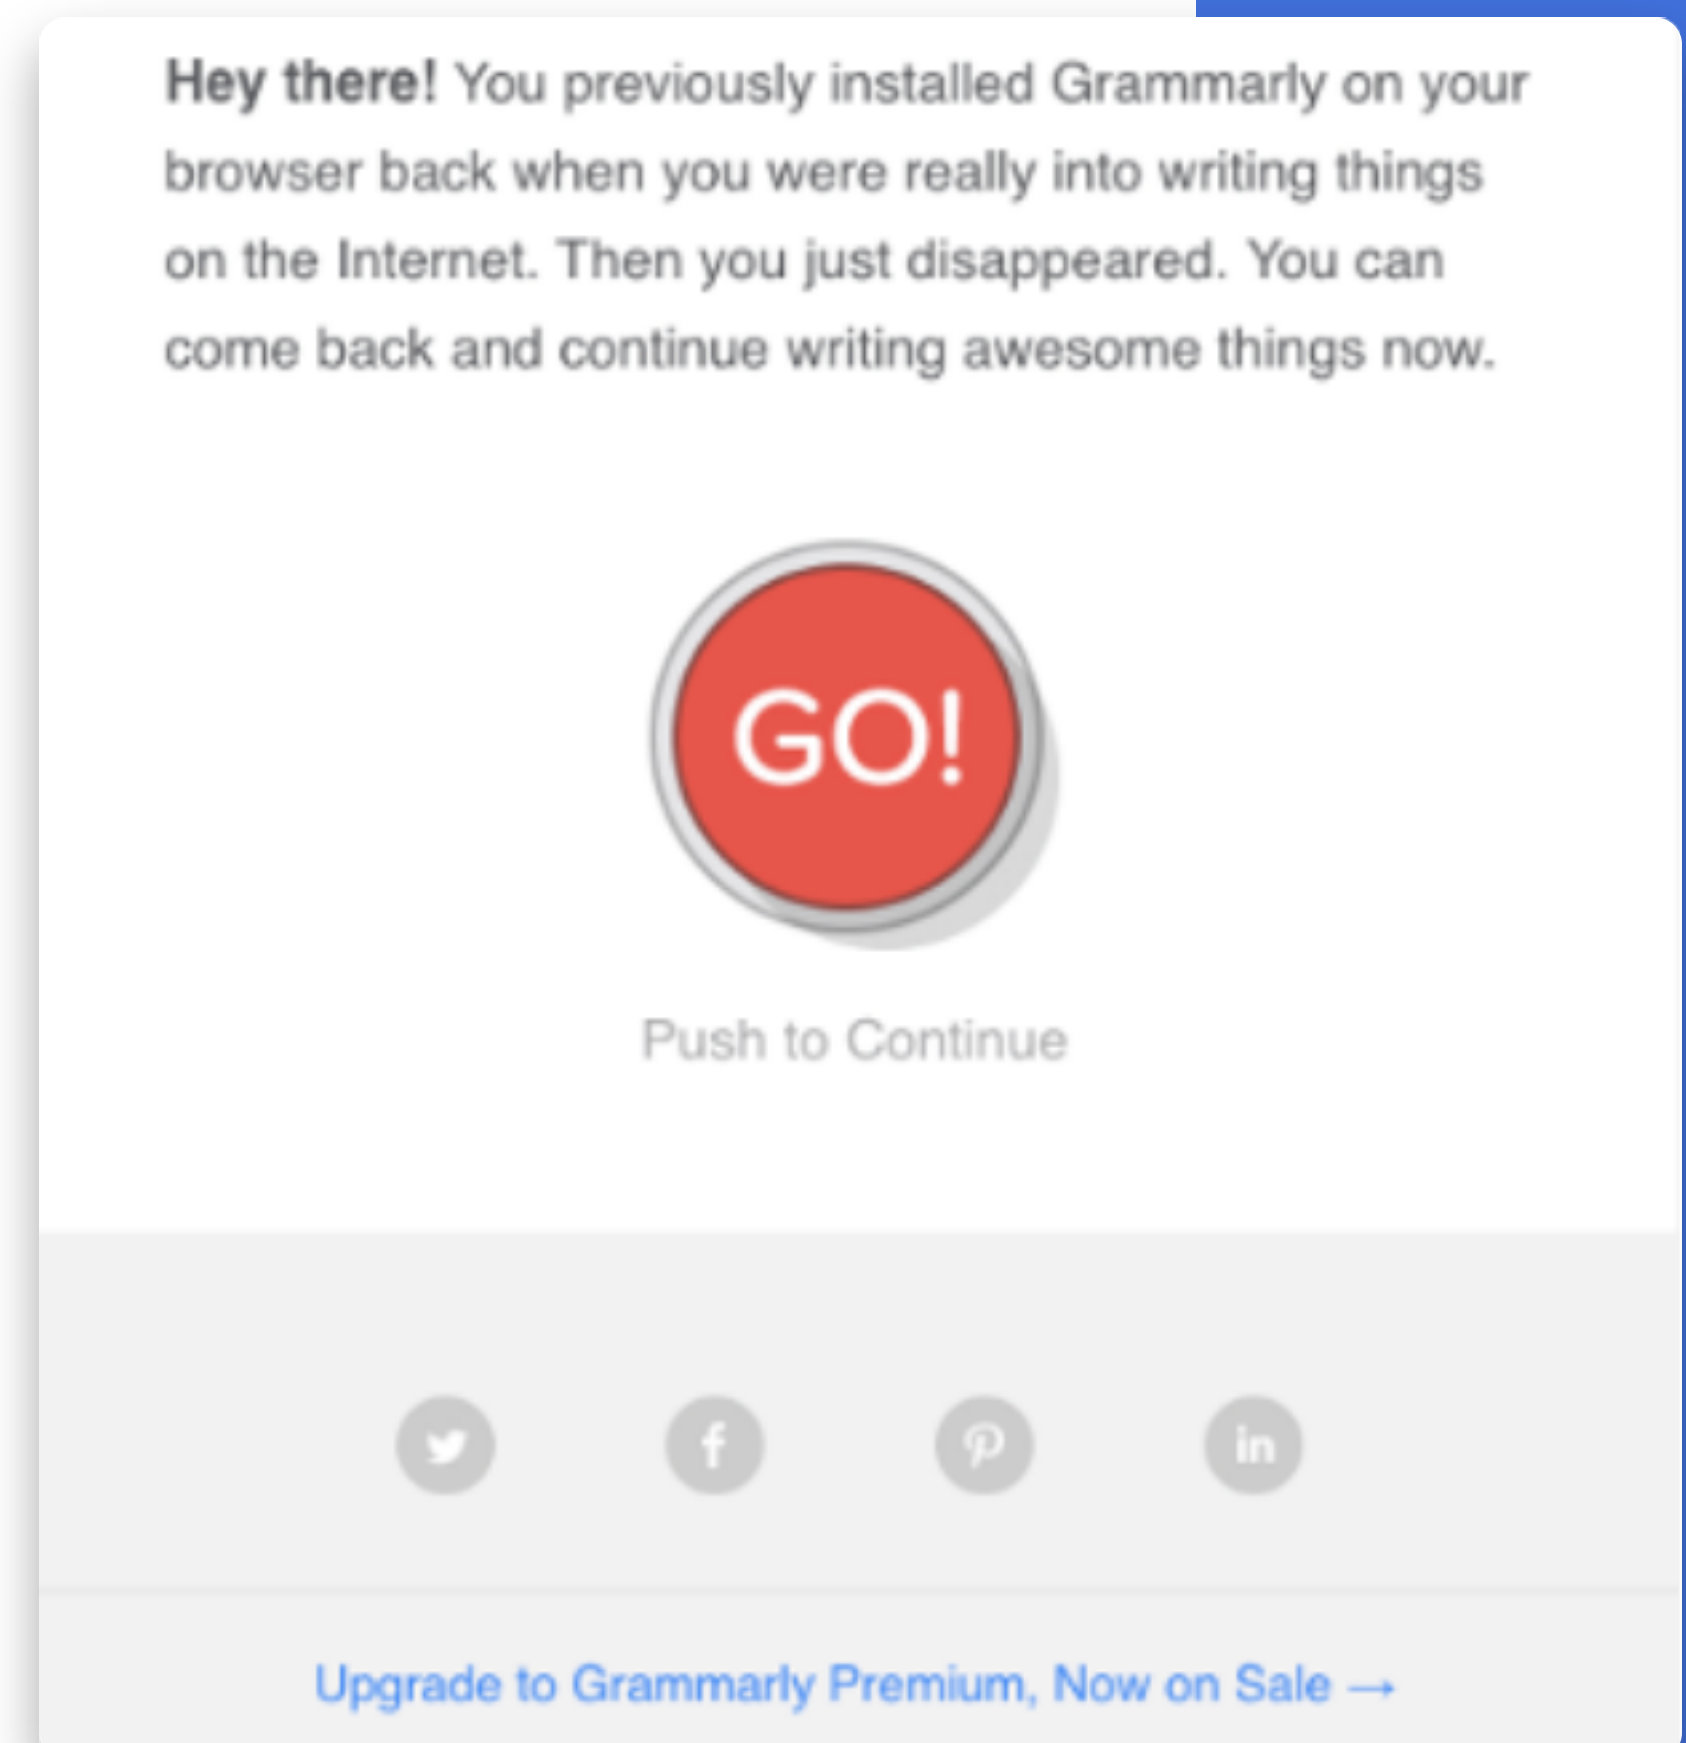 Hey there! You previously installed Grammarly on your
browser back when you were really into writing things
on the Internet. Then you just disappeared. You can
come back and continue writing awesome things now.
GO!
Push to Continue
f
in
Upgrade to Grammarly Premium, Now on Sale →